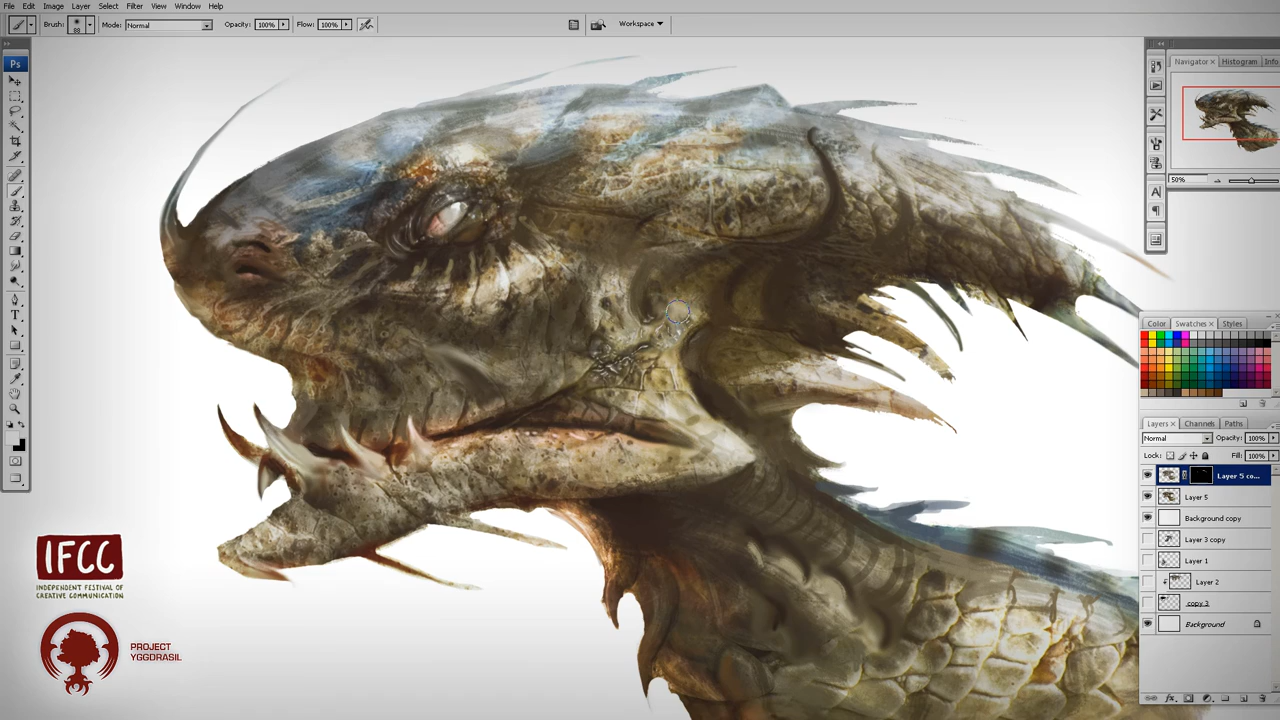 File Edit Image Layer Select Filter View Window Help
Brush: 88 Mode: Normal Opacity: 100% Flow: 100% Workspace
Ps
Navigator × Histogram Info
50%
A
T
Color Swatches × Styles
Layers × Channels Paths
Normal Opacity: 100%
Lock: Fill: 100%
Layer 5 co...
Layer 5
Background copy
Layer 3 copy
Layer 1
Layer 2
copy 3
Background
IFCC
INDEPENDENT FESTIVAL OF
CREATIVE COMMUNICATION
PROJECT
YGGDRASIL